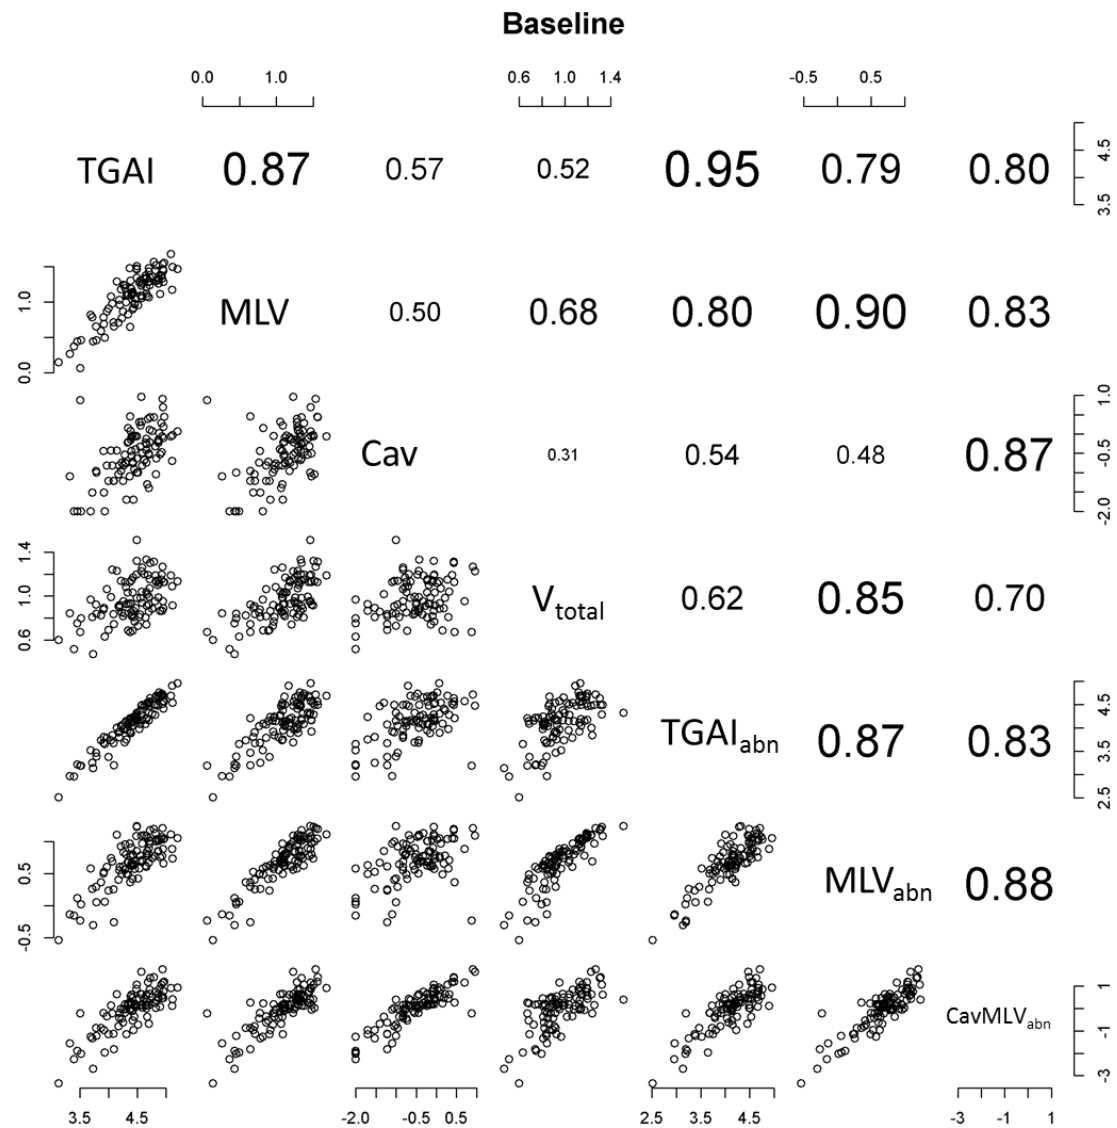 Baseline
0.0 1.0 0.6 1.0 1.4 -0.5 0.5
TGAI 0.87 0.57 0.52 0.95 0.79 0.80 3.5 4.5
0.0 1.0 MLV 0.50 0.68 0.80 0.90 0.83
Cav 0.31 0.54 0.48 0.87 -2.0 -0.5 1.0
0.6 1.0 1.4 Vtotal 0.62 0.85 0.70
TGAIabn 0.87 0.83 2.5 3.5 4.5
-0.5 0.5 MLVabn 0.88
CavMLVabn -3 -1 1
3.5 4.5 -2.0 -0.5 0.5 2.5 3.5 4.5 -3 -1 1